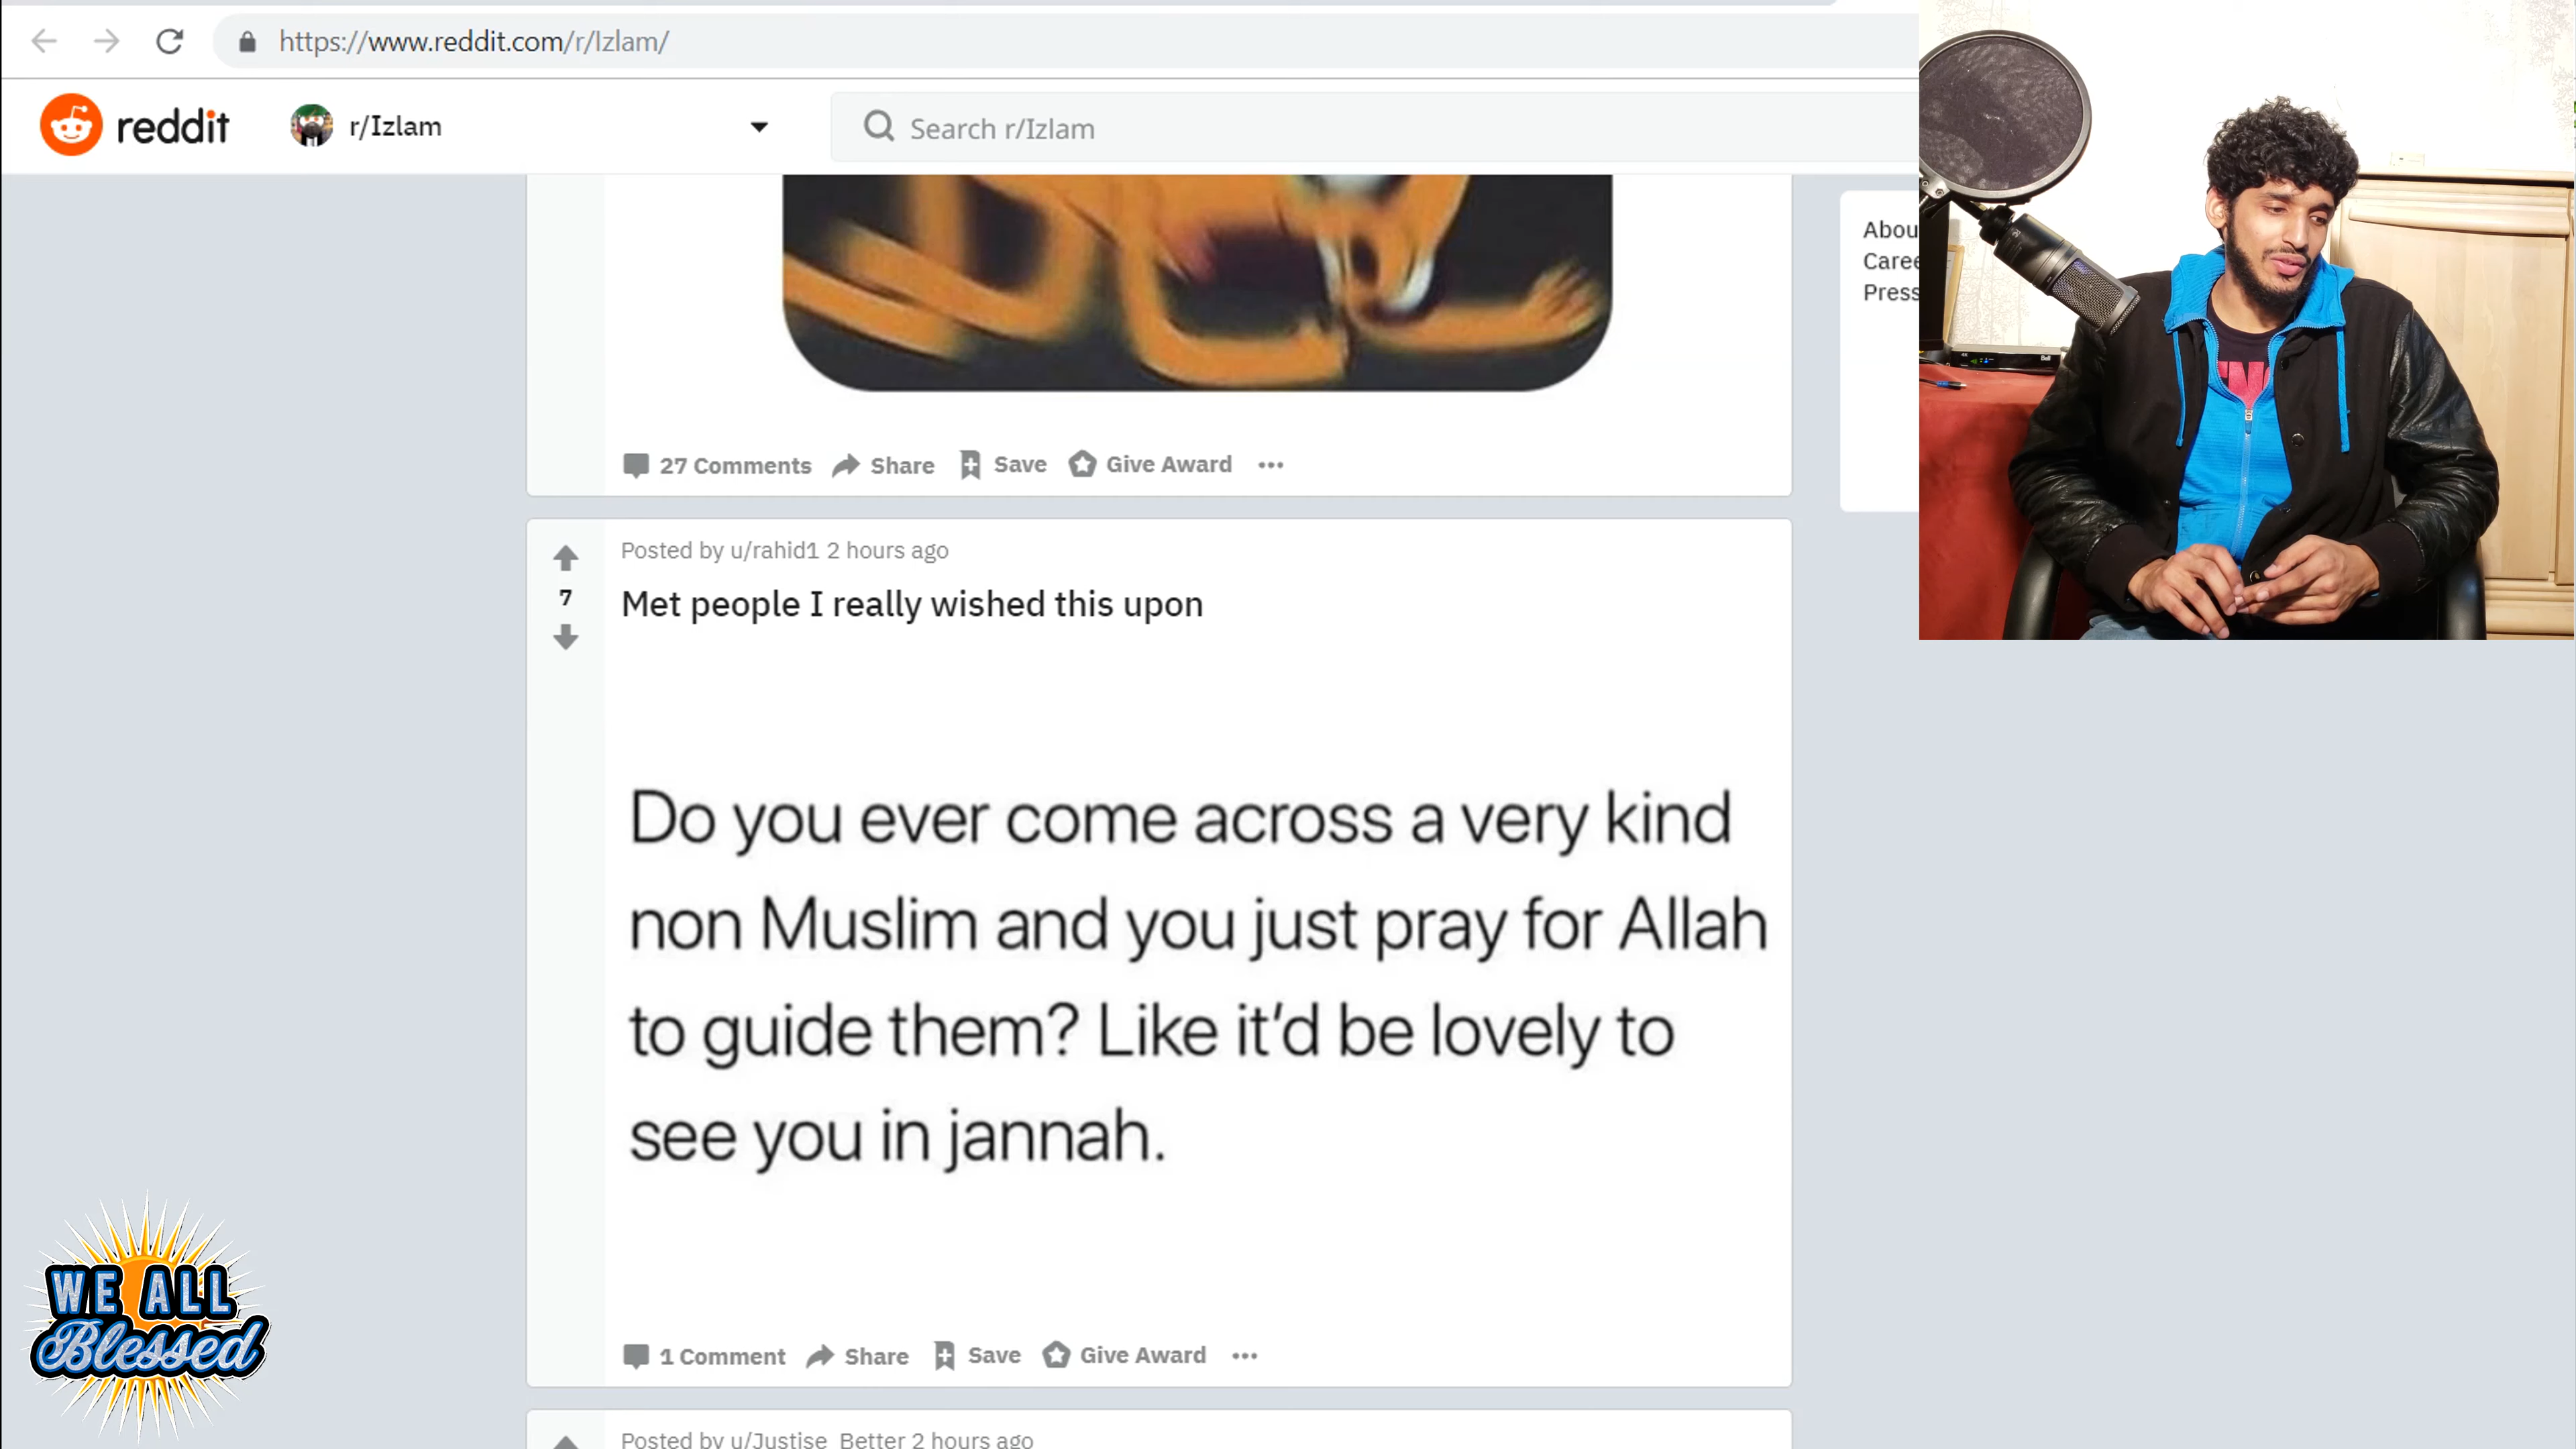 https://www.reddit.com/r/Izlam/
reddit
r/Izlam
Search r/Izlam
Abou
Caree
Press
27 Comments Share Save Give Award
Posted by u/rahid1 2 hours ago
7
Met people I really wished this upon
Do you ever come across a very kind
non Muslim and you just pray for Allah
to guide them? Like it'd be lovely to
see you in jannah.
1 Comment Share Save Give Award
Posted by u/Justise_Better 2 hours ago
WE ALL
Blessed